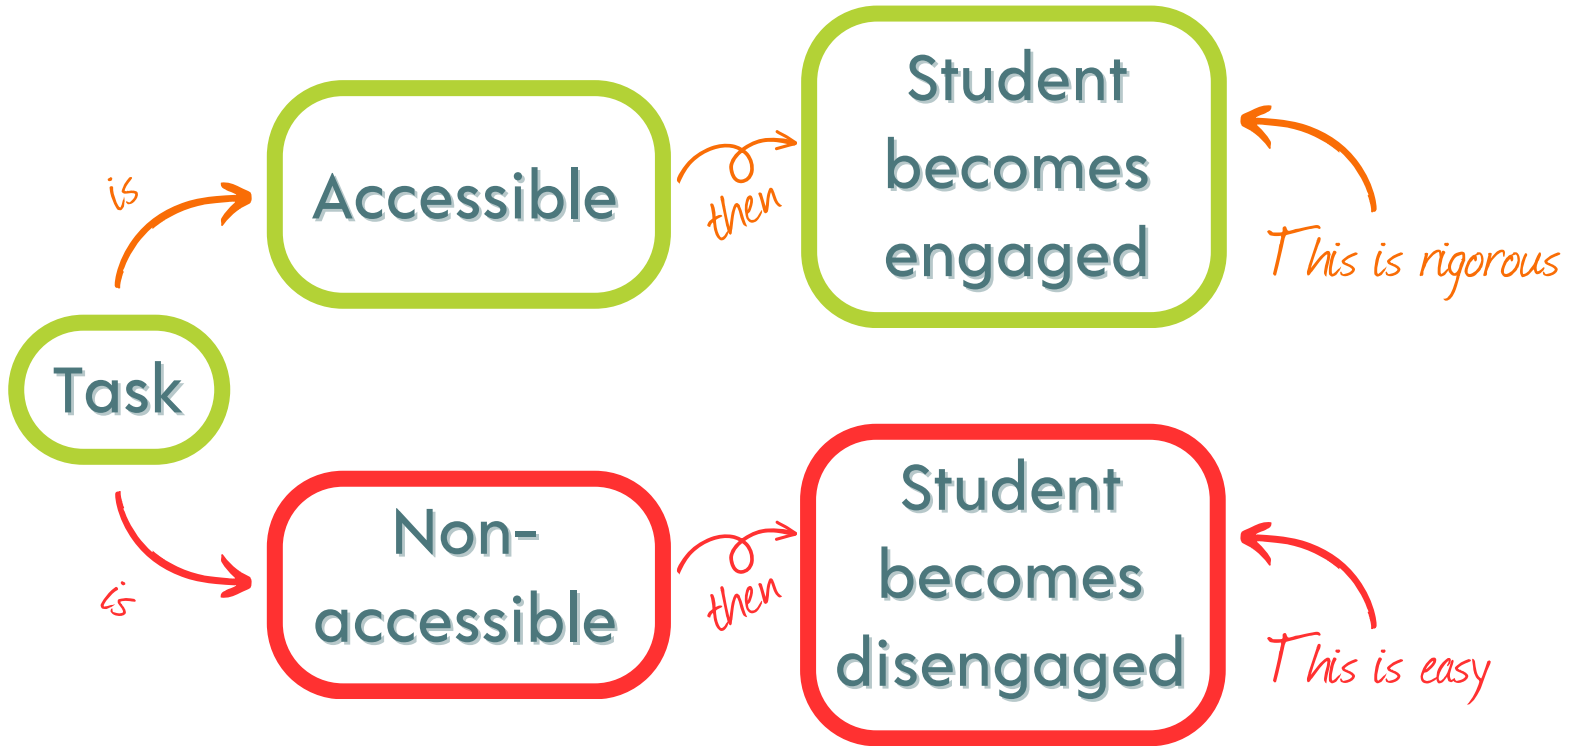 is
Accessible
then
Student
becomes
engaged
This is rigorous
Task
is
Non-
accessible
then
Student
becomes
disengaged
This is easy